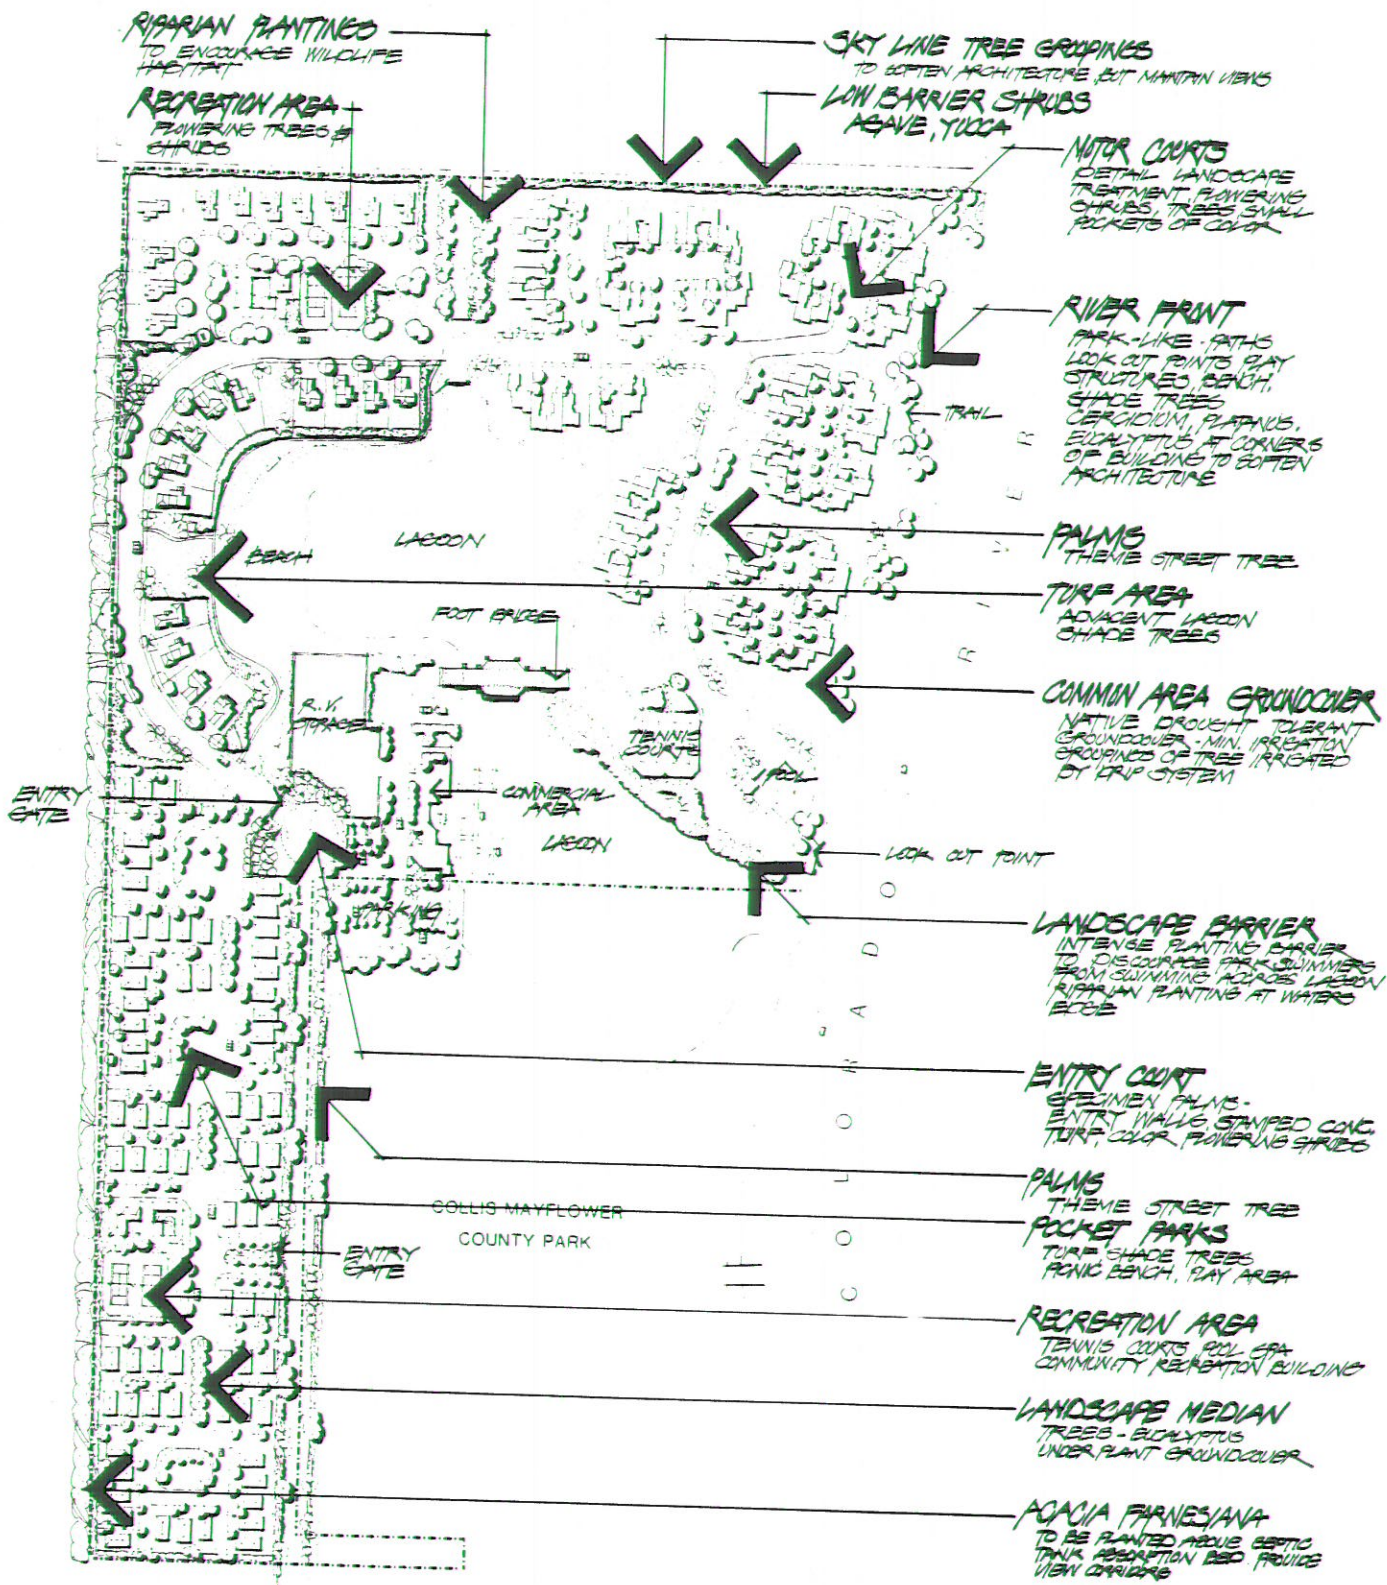 RIPARIAN PLANTINGS
TO ENCOURAGE WILDLIFE
HABITAT
RECREATION AREA
FLOWERING TREES &
SHRUBS
SKY LINE TREE GROUPINGS
TO SOFTEN ARCHITECTURE, BUT MAINTAIN VIEWS
LOW BARRIER SHRUBS
AGAVE, YUCCA
MOTOR COURTS
DETAIL LANDSCAPE
TREATMENT FLOWERING
SHRUBS, TREES, SMALL
POCKETS OF COLOR
RIVER FRONT
PARK-LIKE-PATHS
LOOK OUT POINTS PLAY
STRUCTURES, BENCH,
SHADE TREES
CERCIDIUM, PLATANUS,
EUCALYPTUS AT CORNERS
OF BUILDING TO SOFTEN
ARCHITECTURE
TRAIL
PALMS
THEME STREET TREE
TURF AREA
ADJACENT LAGOON
SHADE TREES
COMMON AREA GROUNDCOVER
NATIVE DROUGHT TOLERANT
GROUNDCOVER-MIN. IRRIGATION
GROUPINGS OF TREE IRRIGATED
BY DRIP SYSTEM
BEACH
LAGOON
FOOT BRIDGE
R.V.
STORAGE
TENNIS
COURTS
POOL
ENTRY
GATE
COMMERCIAL
AREA
LAGOON
LOOK OUT POINT
PARKING
LANDSCAPE BARRIER
INTENSE PLANTING BARRIER
TO DISCOURAGE PARK SWIMMERS
FROM SWIMMING ACCROSS LAGOON
RIPARIAN PLANTING AT WATERS
EDGE
ENTRY COURT
SPECIMEN PALMS-
ENTRY WALLS, STAMPED CONC.
TURF, COLOR, FLOWERING SHRUBS
PALMS
THEME STREET TREE
POCKET PARKS
TURF SHADE TREES
PICNIC BENCH, PLAY AREA
COLLIS MAYFLOWER
COUNTY PARK
ENTRY
GATE
RECREATION AREA
TENNIS COURTS POOL SPA
COMMUNITY RECREATION BUILDING
LANDSCAPE MEDIAN
TREES - EUCALYPTUS
UNDERPLANT GROUNDCOVER
ACACIA FARNESIANA
TO BE PLANTED ABOVE SEPTIC
TANK ABSORPTION BED. PROVIDE
VIEW CORRIDORS
COLORADO RIVER